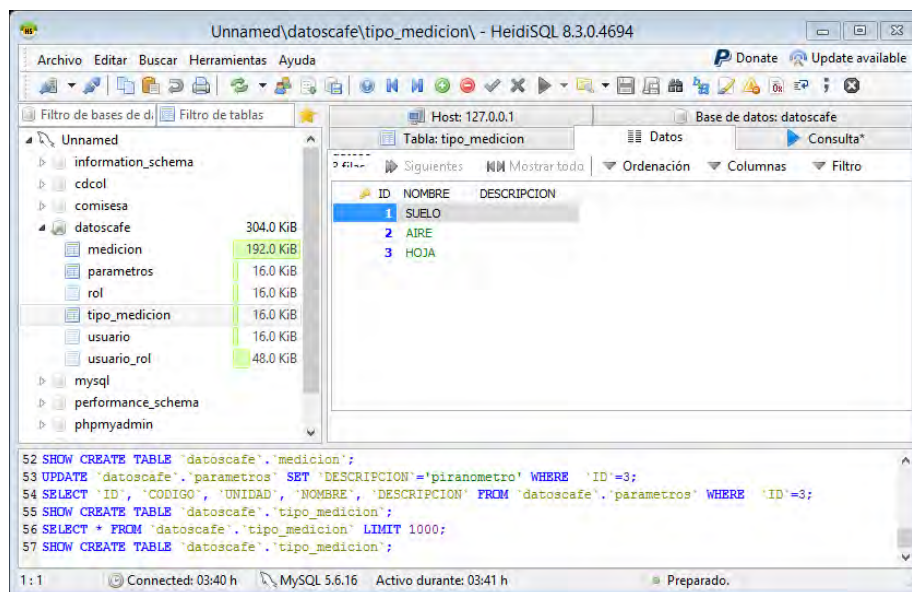 Unnamed\datoscafe\tipo_medicion\ - HeidiSQL 8.3.0.4694
Archivo Editar Buscar Herramientas Ayuda
Donate Update available
Filtro de bases de d Filtro de tablas
Unnamed
information_schema
cdcol
comisesa
datoscafe 304.0 KiB
medicion 192.0 KiB
parametros 16.0 KiB
rol 16.0 KiB
tipo_medicion 16.0 KiB
usuario 16.0 KiB
usuario_rol 48.0 KiB
mysql
performance_schema
phpmyadmin
Host: 127.0.0.1 Base de datos: datoscafe
Tabla: tipo_medicion Datos Consulta*
Siguientes Mostrar todo Ordenación Columnas Filtro
ID NOMBRE DESCRIPCION
1 SUELO
2 AIRE
3 HOJA
52 SHOW CREATE TABLE `datoscafe`.`medicion`;
53 UPDATE `datoscafe`.`parametros` SET `DESCRIPCION`='piranometro' WHERE `ID`=3;
54 SELECT `ID`, `CODIGO`, `UNIDAD`, `NOMBRE`, `DESCRIPCION` FROM `datoscafe`.`parametros` WHERE `ID`=3;
55 SHOW CREATE TABLE `datoscafe`.`tipo_medicion`;
56 SELECT * FROM `datoscafe`.`tipo_medicion` LIMIT 1000;
57 SHOW CREATE TABLE `datoscafe`.`tipo_medicion`;
1 : 1 Connected: 03:40 h MySQL 5.6.16 Activo durante: 03:41 h Preparado.